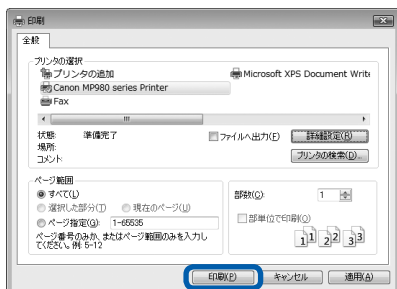 印刷
全般
プリンタの選択
プリンタの追加
Microsoft XPS Document Write
Canon MP980 series Printer
Fax
状態: 準備完了
場所:
コメント:
ファイルへ出力(F)
詳細設定(R)
プリンタの検索(D)...
ページ範囲
すべて(L)
選択した部分(T) 現在のページ(U)
ページ指定(G): 1-65535
ページ番号のみか、またはページ範囲のみを入力し
てください。例: 5-12
部数(C): 1
部単位で印刷(O)
1 1 2 2 3 3
印刷(P) キャンセル 適用(A)